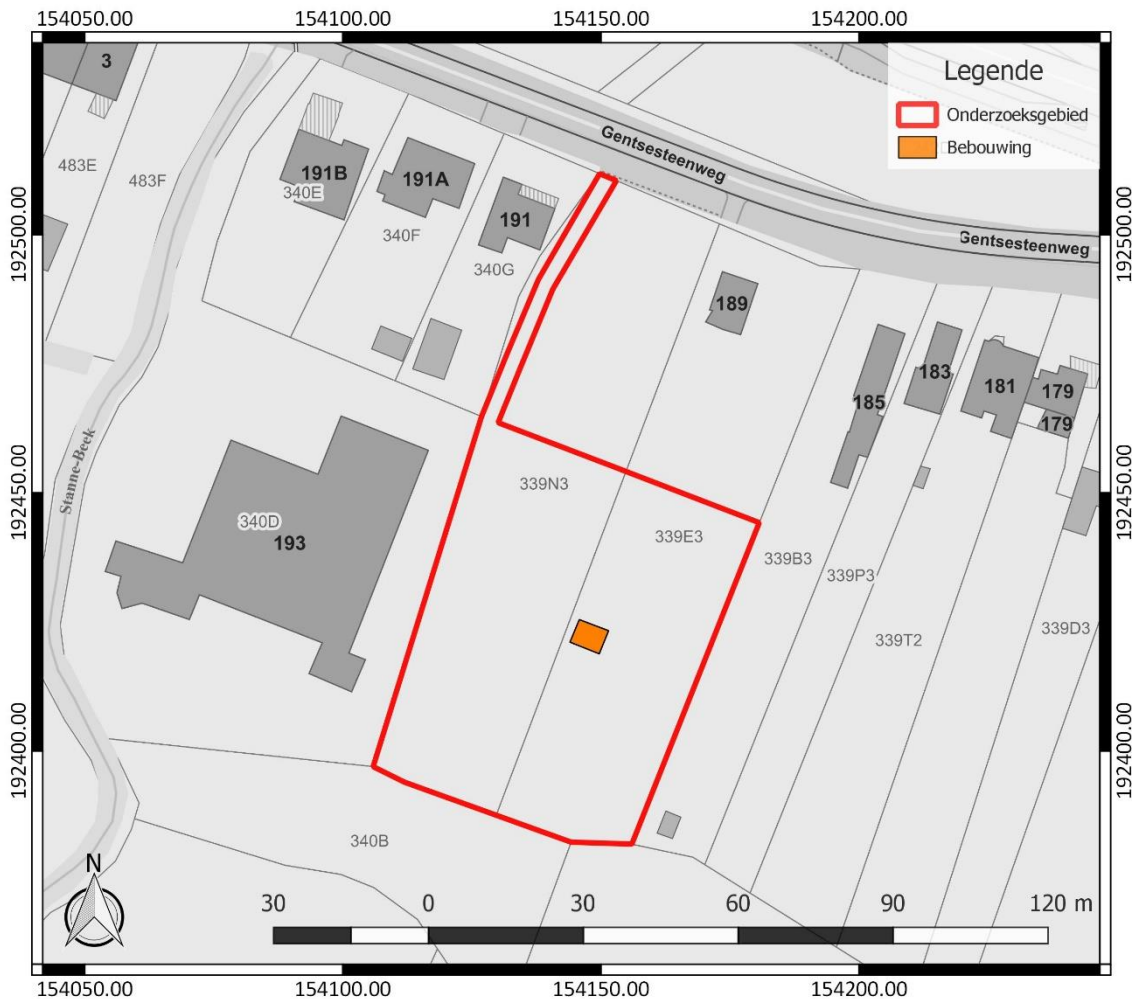 154050.00 154100.00 154150.00 154200.00
Legende
Onderzoeksgebied
Bebouwing
3
483E
483F
Gentsesteenweg
Gentsesteenweg
191B
340E
191A
340F
191
340G
189
185
183
181
179
179
192500.00
192500.00
Stanne-Beek
340D
193
339N3
339E3
339B3
339P3
339T2
339D3
192450.00
192450.00
192400.00
192400.00
340B
N
30 0 30 60 90 120 m
154050.00 154100.00 154150.00 154200.00